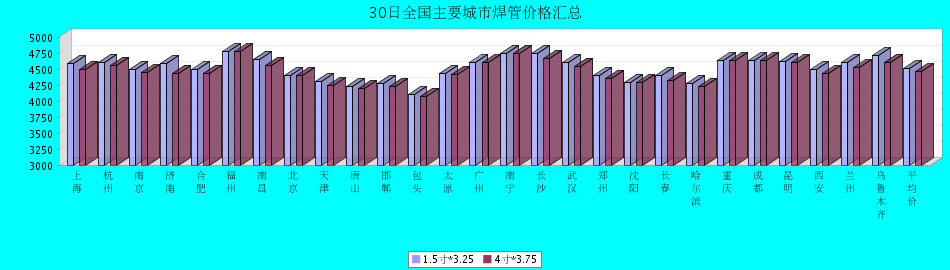 30日全国主要城市焊管价格汇总
5000
4750
4500
4250
4000
3750
3500
3250
3000
上海
杭州
南京
济南
合肥
福州
南昌
北京
天津
唐山
邯郸
包头
太原
广州
南宁
长沙
武汉
郑州
沈阳
长春
哈尔滨
重庆
成都
昆明
西安
兰州
乌鲁木齐
平均价
1.5寸*3.25
4寸*3.75